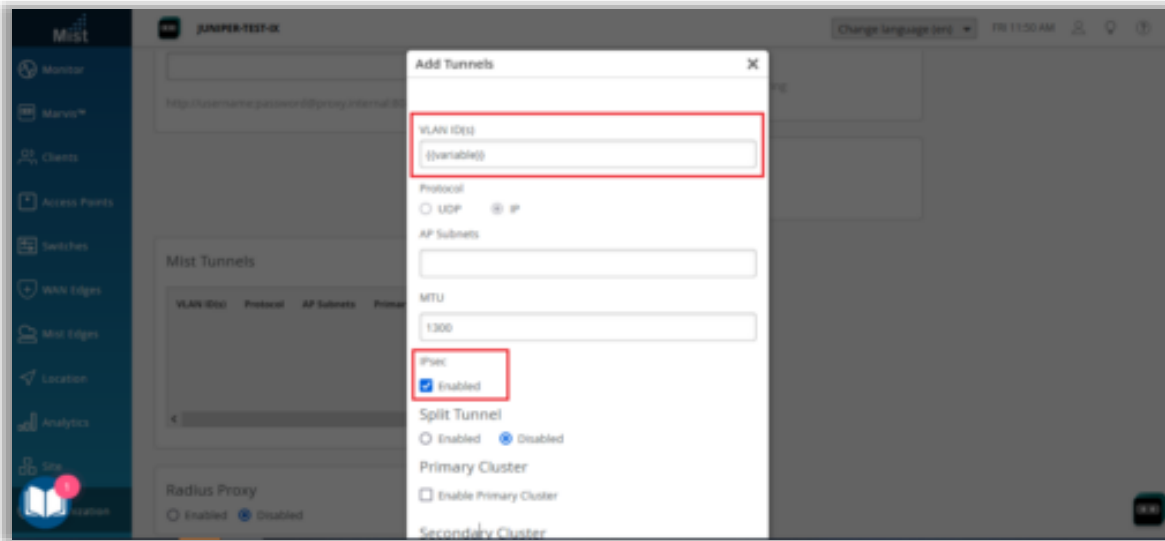 Mist
JUNIPER-TEST-IX
Change language (en)
FRI 11:50 AM
Monitor
Marvis™
Clients
Access Points
Switches
WAN Edges
Mist Edges
Location
Analytics
Site
1
Add Tunnels
VLAN ID(s)
{{variable}}
Protocol
UDP IP
AP Subnets
MTU
1300
IPsec
Enabled
Split Tunnel
Enabled Disabled
Primary Cluster
Enable Primary Cluster
Secondary Cluster
Mist Tunnels
VLAN ID(s) Protocol AP Subnets Primar
Radius Proxy
Enabled Disabled